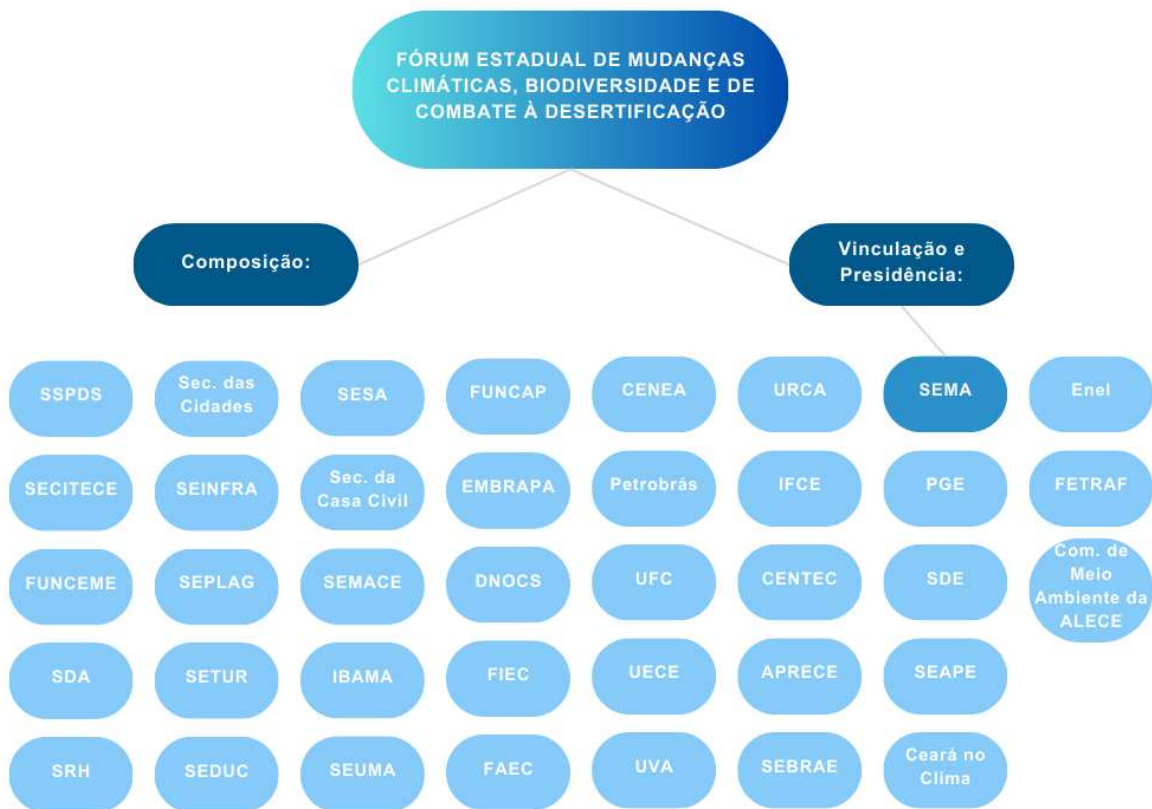 FÓRUM ESTADUAL DE MUDANÇAS
CLIMÁTICAS, BIODIVERSIDADE E DE
COMBATE À DESERTIFICAÇÃO
Composição:
Vinculação e
Presidência:
SSPDS
Sec. das
Cidades
SESA
FUNCAP
CENEA
URCA
SEMA
Enel
SECITECE
SEINFRA
Sec. da
Casa Civil
EMBRAPA
Petrobrás
IFCE
PGE
FETRAF
FUNCEME
SEPLAG
SEMACE
DNOCS
UFC
CENTEC
SDE
Com. de
Meio
Ambiente da
ALECE
SDA
SETUR
IBAMA
FIEC
UECE
APRECE
SEAPE
SRH
SEDUC
SEUMA
FAEC
UVA
SEBRAE
Ceará no
Clima